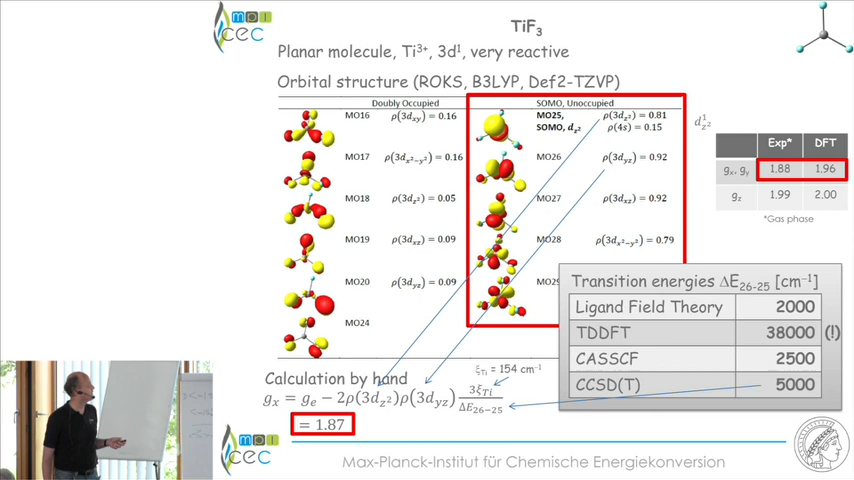 mpi
cec
TiF3
Planar molecule, Ti3+, 3d1, very reactive
Orbital structure (ROKS, B3LYP, Def2-TZVP)
Doubly Occupied
SOMO, Unoccupied
MO16 ρ(3dxy) = 0.16
MO17 ρ(3dx²−y²) = 0.16
MO18 ρ(3dz²) = 0.05
MO19 ρ(3dxz) = 0.09
MO20 ρ(3dyz) = 0.09
MO24
MO25, ρ(3dz²) = 0.81
SOMO, dz² ρ(4s) = 0.15
MO26 ρ(3dyz) = 0.92
MO27 ρ(3dxz) = 0.92
MO28 ρ(3dx²−y²) = 0.79
MO29
d¹z²
Exp* DFT
gx, gy 1.88 1.96
gz 1.99 2.00
*Gas phase
Transition energies ΔE26-25 [cm−1]
Ligand Field Theory 2000
TDDFT 38000 (!)
CASSCF 2500
CCSD(T) 5000
ξTi = 154 cm−1
Calculation by hand
gx = ge − 2ρ(3dz²)ρ(3dyz) 3ξTi / ΔE26−25
= 1.87
mpi
cec
Max-Planck-Institut für Chemische Energiekonversion